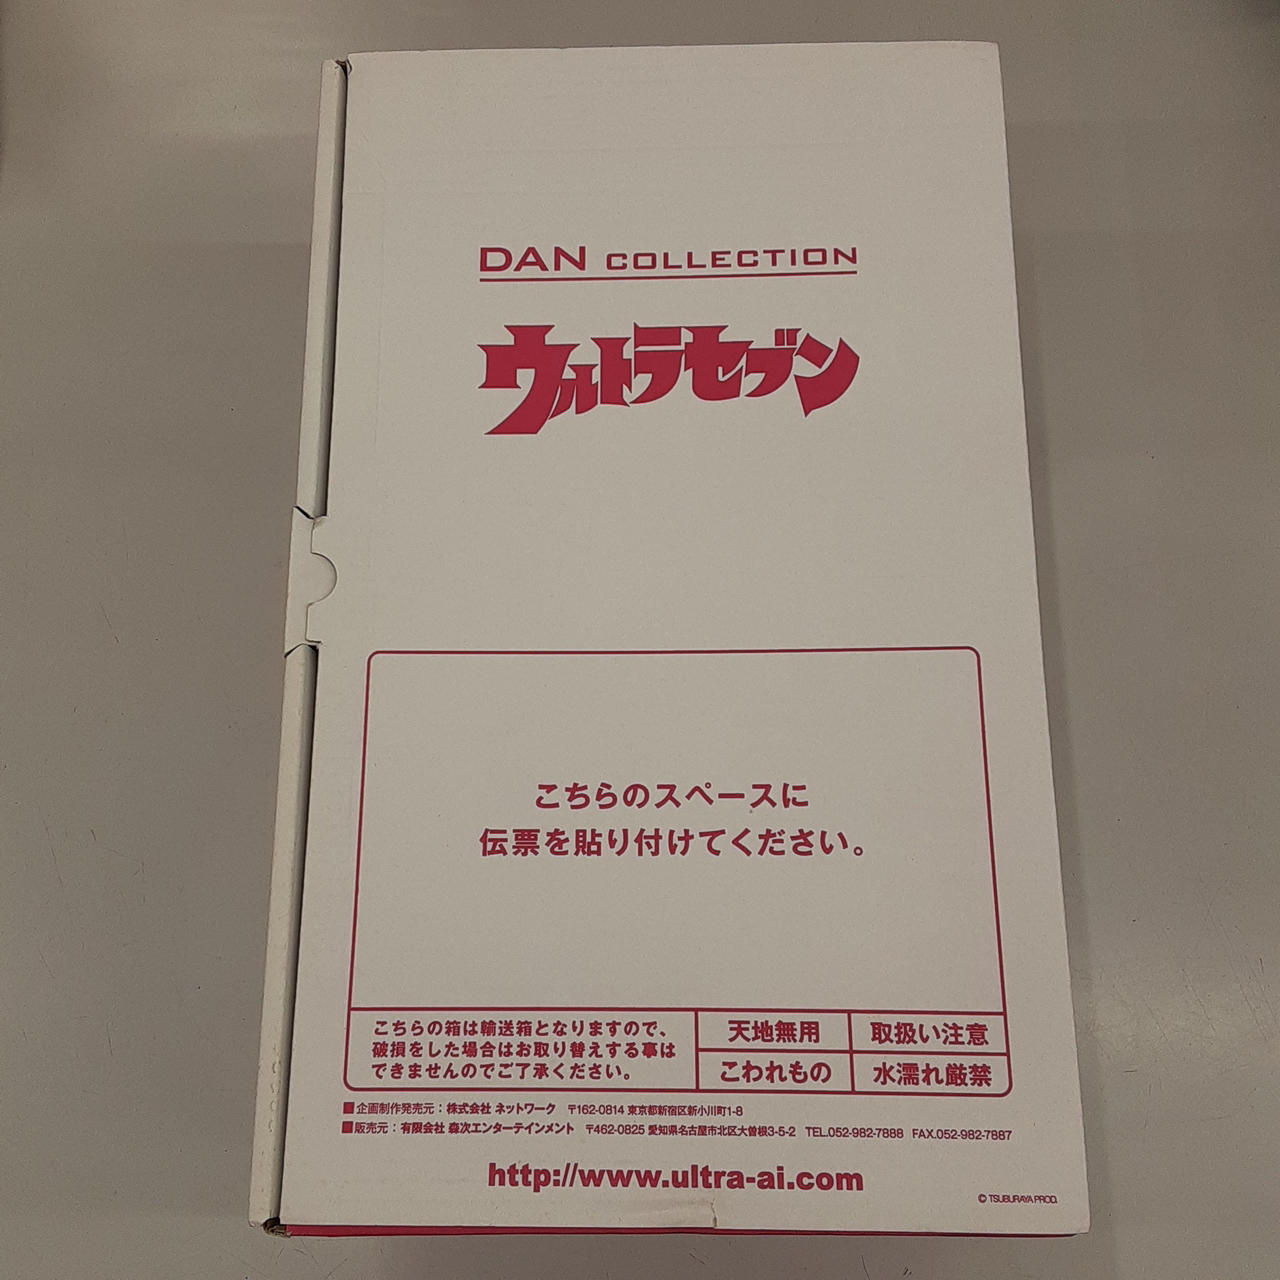 DAN COLLECTION
ウルトラセブン
こちらのスペースに
伝票を貼り付けてください。
こちらの箱は輸送箱となりますので、
破損をした場合はお取り替えする事は
できませんのでご了承ください。
天地無用
取扱い注意
こわれもの
水濡れ厳禁
■企画制作発売元：株式会社 ネットワーク 〒162-0814 東京都新宿区新小川町1-8
■販売元：有限会社 森次エンターテインメント 〒462-0825 愛知県名古屋市北区大曽根3-5-2 TEL.052-982-7888 FAX.052-982-7887
http://www.ultra-ai.com
© TSUBURAYA PROD.